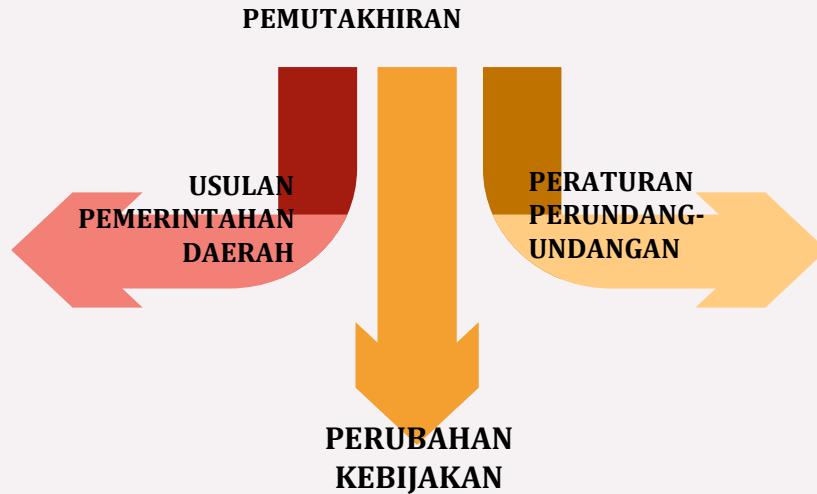 PEMUTAKHIRAN
USULAN
PEMERINTAHAN
DAERAH
PERATURAN
PERUNDANG-
UNDANGAN
PERUBAHAN
KEBIJAKAN